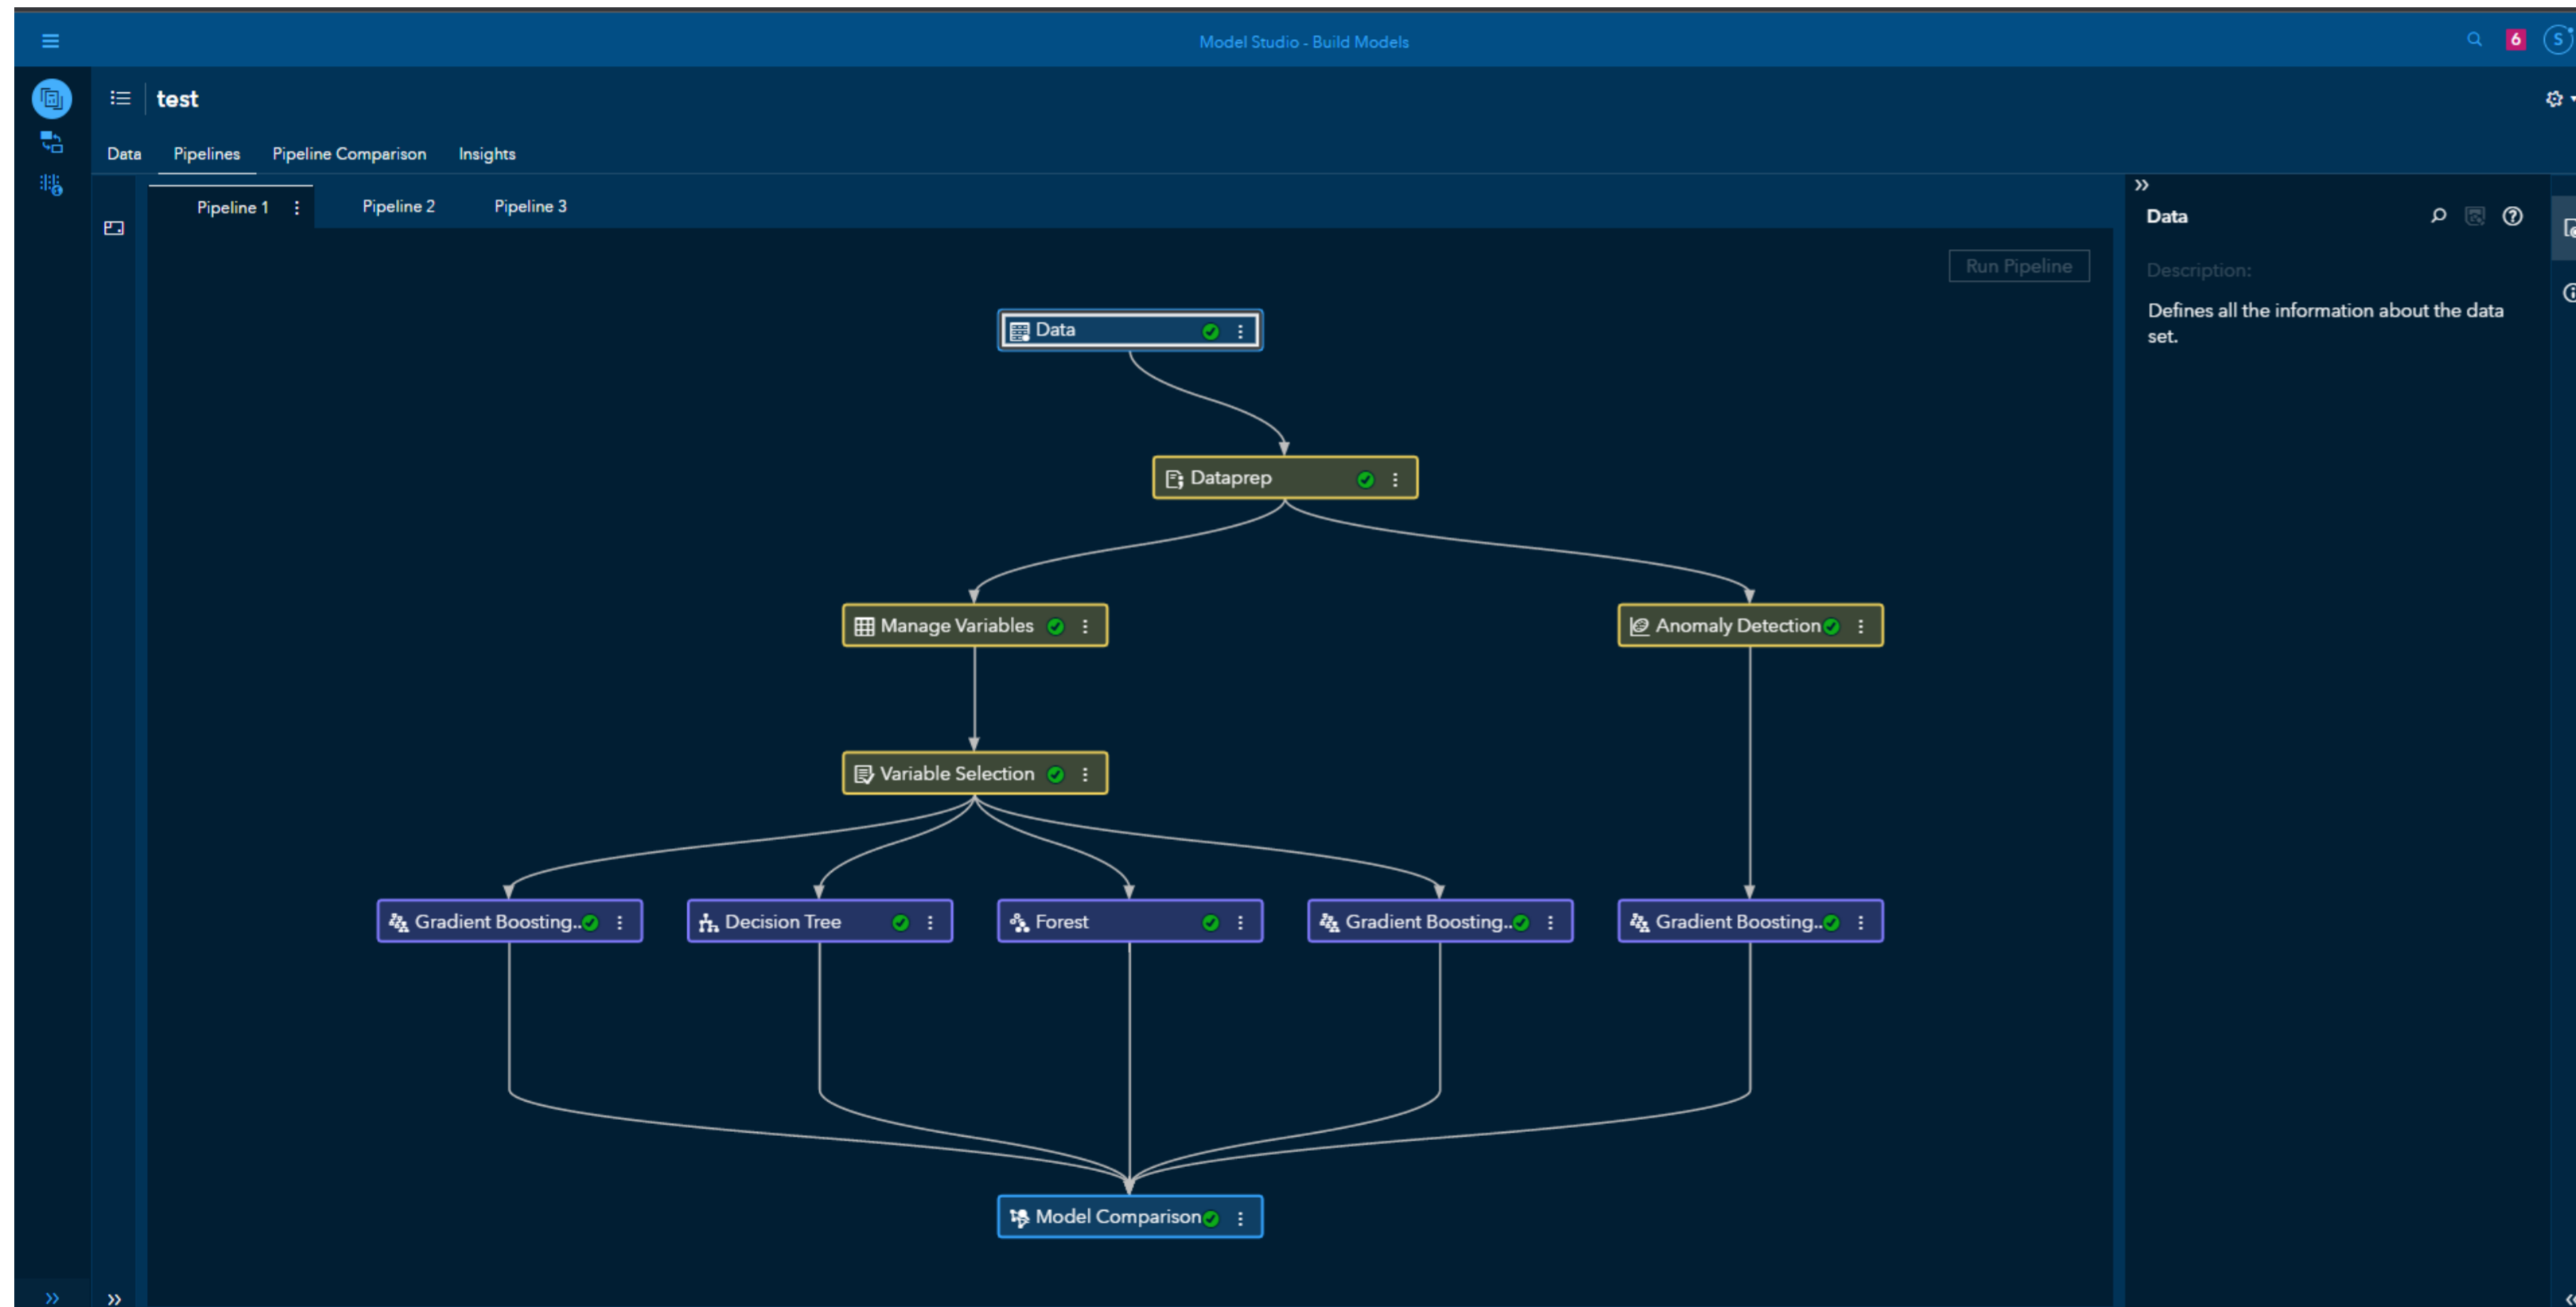 Model Studio - Build Models
6
S
test
Data Pipelines Pipeline Comparison Insights
Pipeline 1 Pipeline 2 Pipeline 3
Data
Run Pipeline
Description:
Defines all the information about the data
set.
Data
Dataprep
Manage Variables
Anomaly Detection
Variable Selection
Gradient Boosting..
Decision Tree
Forest
Gradient Boosting..
Gradient Boosting..
Model Comparison